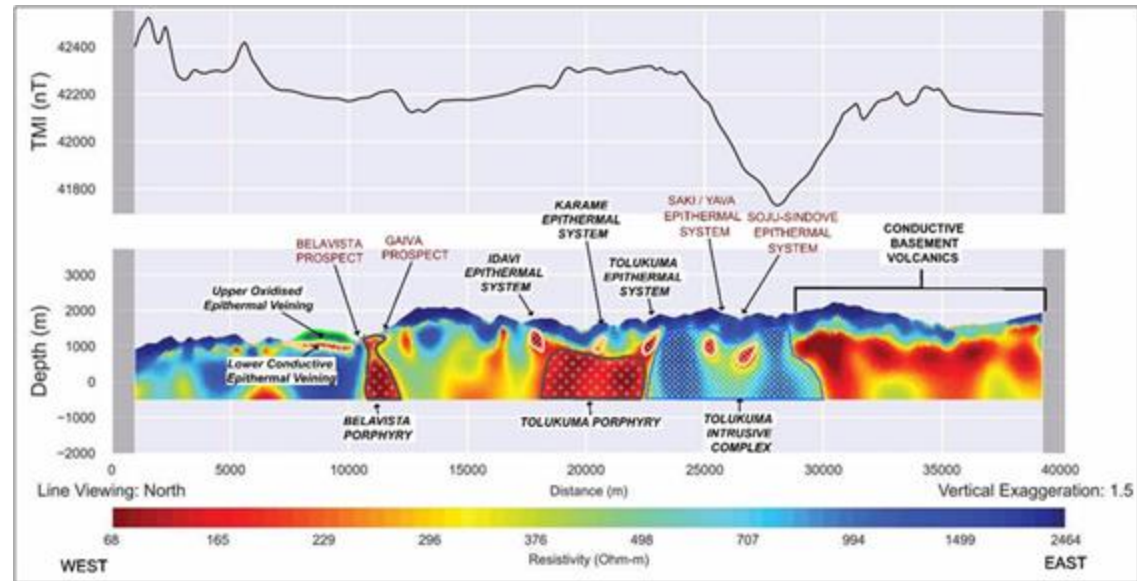 42400
42200
42000
41800
TMI (nT)
KARAME
EPITHERMAL
SYSTEM
SAKI / YAVA
EPITHERMAL
SYSTEM
SOJU-SINDOVE
EPITHERMAL
SYSTEM
CONDUCTIVE
BASEMENT
VOLCANICS
BELAVISTA
PROSPECT
GAIVA
PROSPECT
IDAVI
EPITHERMAL
SYSTEM
TOLUKUMA
EPITHERMAL
SYSTEM
Upper Oxidised
Epithermal Veining
Lower Conductive
Epithermal Veining
3000
2000
1000
0
−1000
−2000
Depth (m)
BELAVISTA
PORPHYRY
TOLUKUMA PORPHYRY
TOLUKUMA
INTRUSIVE
COMPLEX
0 5000 10000 15000 20000 25000 30000 35000 40000
Line Viewing: North Distance (m) Vertical Exaggeration: 1.5
68 165 229 296 376 498 707 994 1499 2464
Resistivity (Ohm-m)
WEST EAST